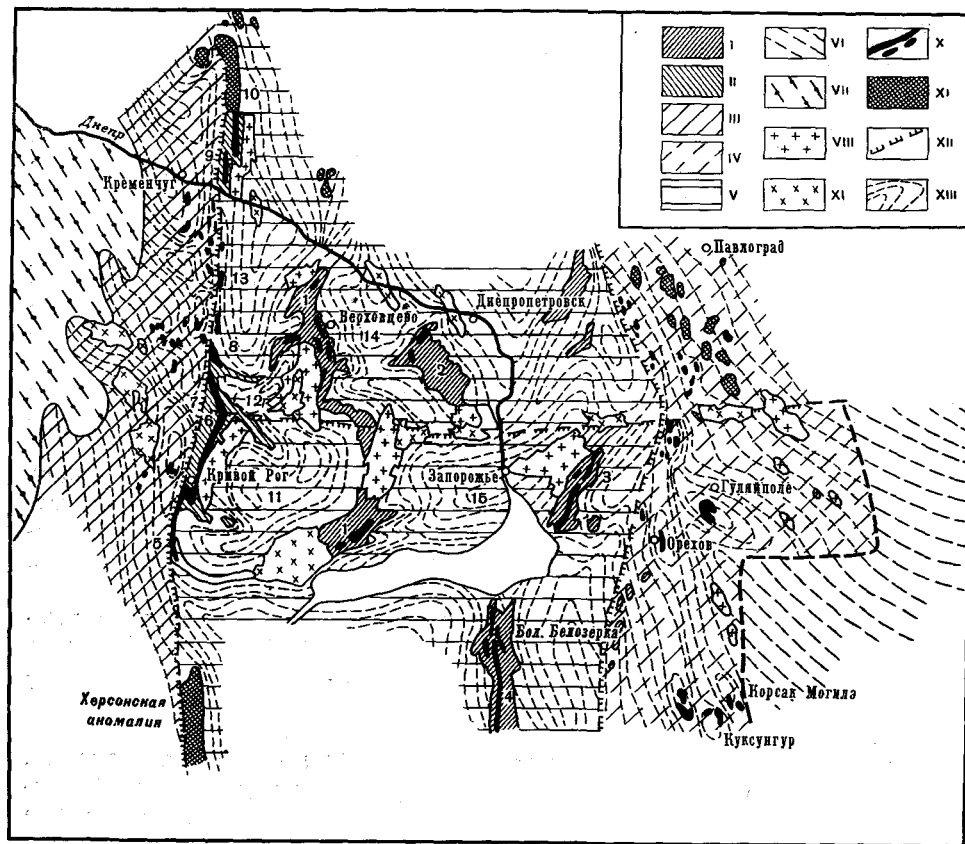 I
II
III
IV
V
VI
VII
VIII
XI
X
XI
XII
XIII
Днепр
10
9
Кременчуг
Павлоград
13
Днепропетровск
Верховцево
14
8
2
12
6
Кривой Рог
Запорожье
3
Гуляйполе
11
15
1
5
Орехов
Бол. Белозерка
4
Херсонская
аномалия
Корсак Могилэ
Куксунгур